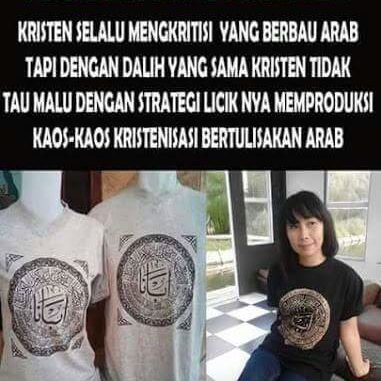 KRISTEN SELALU MENGKRITISI YANG BERBAU ARAB
TAPI DENGAN DALIH YANG SAMA KRISTEN TIDAK
TAU MALU DENGAN STRATEGI LICIK NYA MEMPRODUKSI
KAOS-KAOS KRISTENISASI BERTULISAKAN ARAB